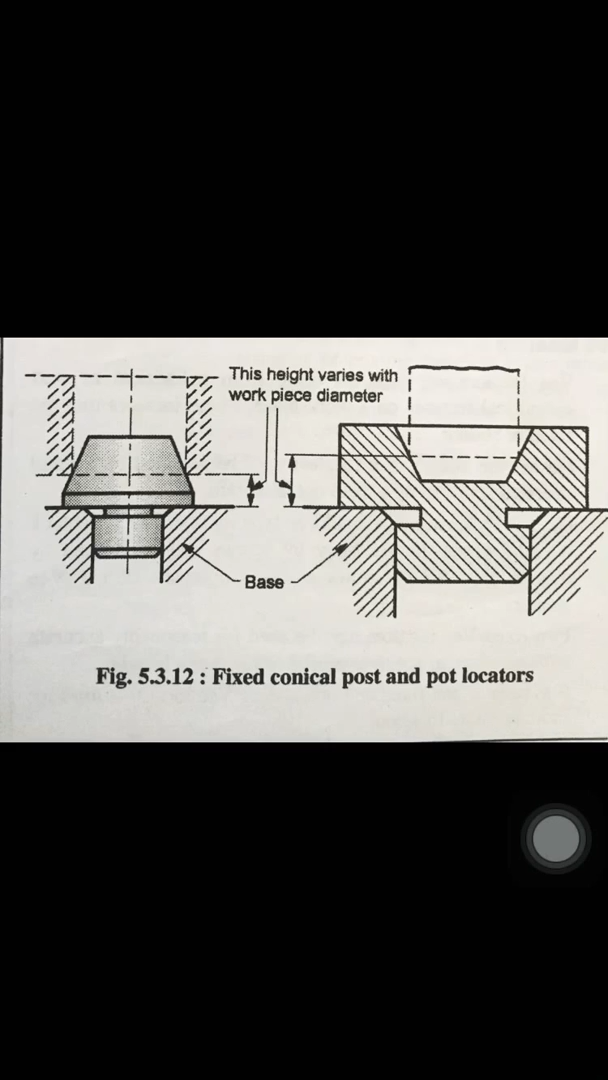 This height varies with
work piece diameter
Base
Fig. 5.3.12 : Fixed conical post and pot locators